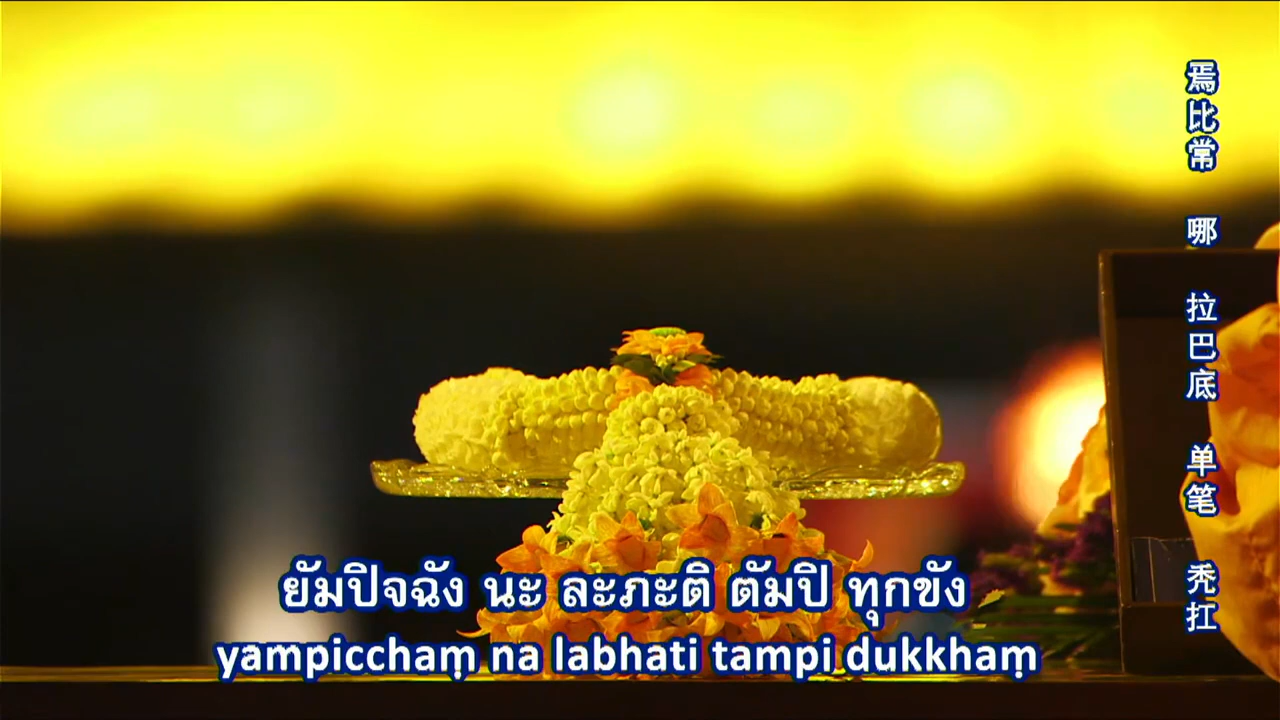 焉比常 哪 拉巴底 单笔 秃扛
ยัมปิจฉัง นะ ละภะติ ตัมปิ ทุกขัง
yampicchaṃ na labhati tampi dukkhaṃ